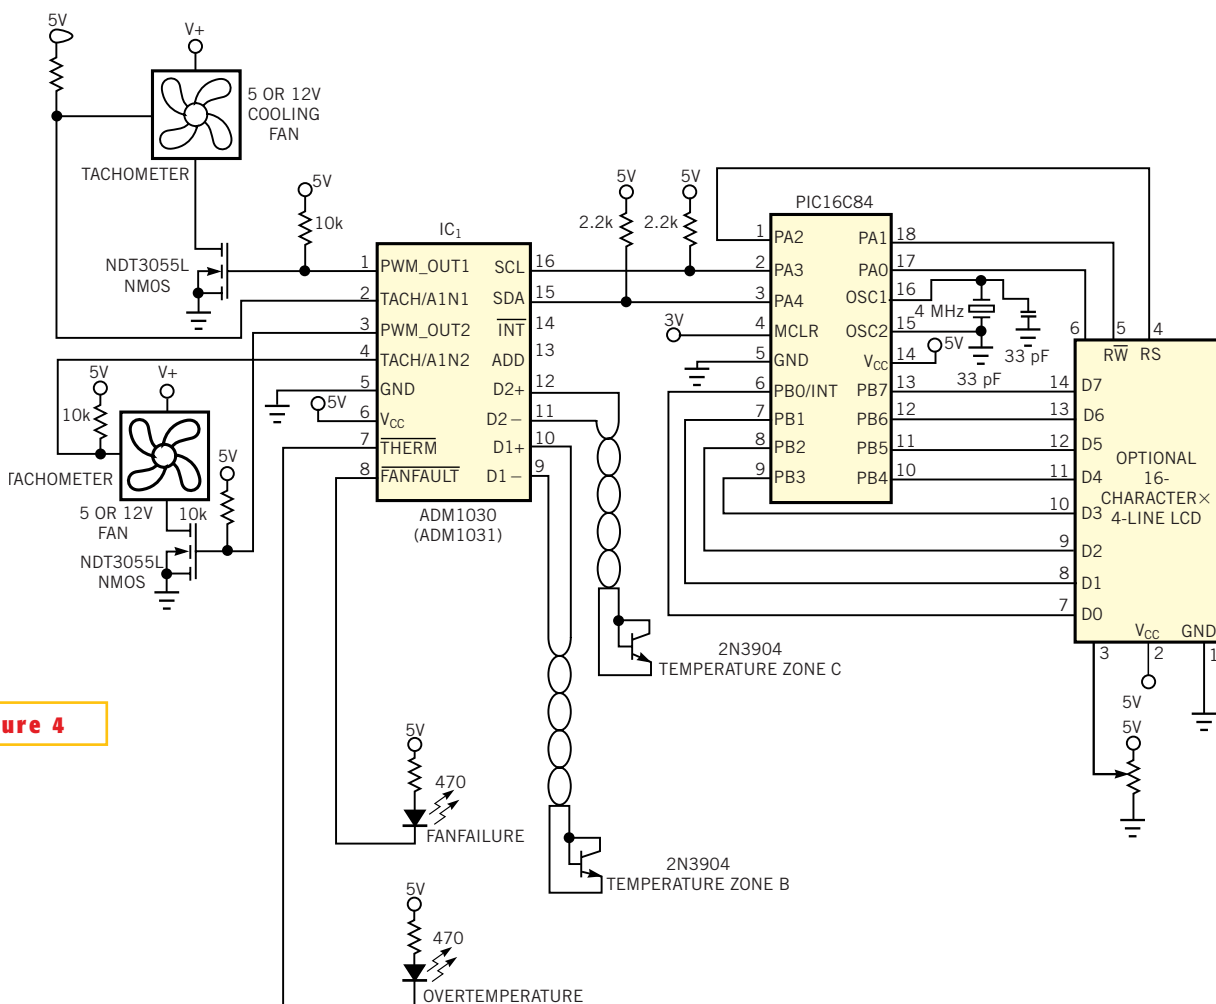 5V
V+
5 OR 12V
COOLING
FAN
TACHOMETER
5V
10k
NDT3055L
NMOS
IC1
1 PWM_OUT1 SCL 16
2 TACH/A1N1 SDA 15
3 PWM_OUT2 INT 14
4 TACH/A1N2 ADD 13
5 GND D2+ 12
6 VCC D2– 11
7 THERM D1+ 10
8 FANFAULT D1– 9
ADM1030
(ADM1031)
5V
5V
V+
10k
TACHOMETER
5 OR 12V
FAN
10k
5V
NDT3055L
NMOS
5V 5V
2.2k 2.2k
PIC16C84
1 PA2 PA1 18
2 PA3 PA0 17
3 PA4 OSC1 16
3V 4 MCLR OSC2 15
5 GND VCC 14
6 PB0/INT PB7 13
7 PB1 PB6 12
8 PB2 PB5 11
9 PB3 PB4 10
4 MHz
5V
33 pF
33 pF
6 5 4
RW RS
14 D7
13 D6
12 D5
11 D4
10 D3
9 D2
8 D1
7 D0
OPTIONAL
16-
CHARACTER×
4-LINE LCD
VCC GND
3 2 1
5V
5V
2N3904
TEMPERATURE ZONE C
ure 4
5V
470
FANFAILURE
2N3904
TEMPERATURE ZONE B
5V
470
OVERTEMPERATURE